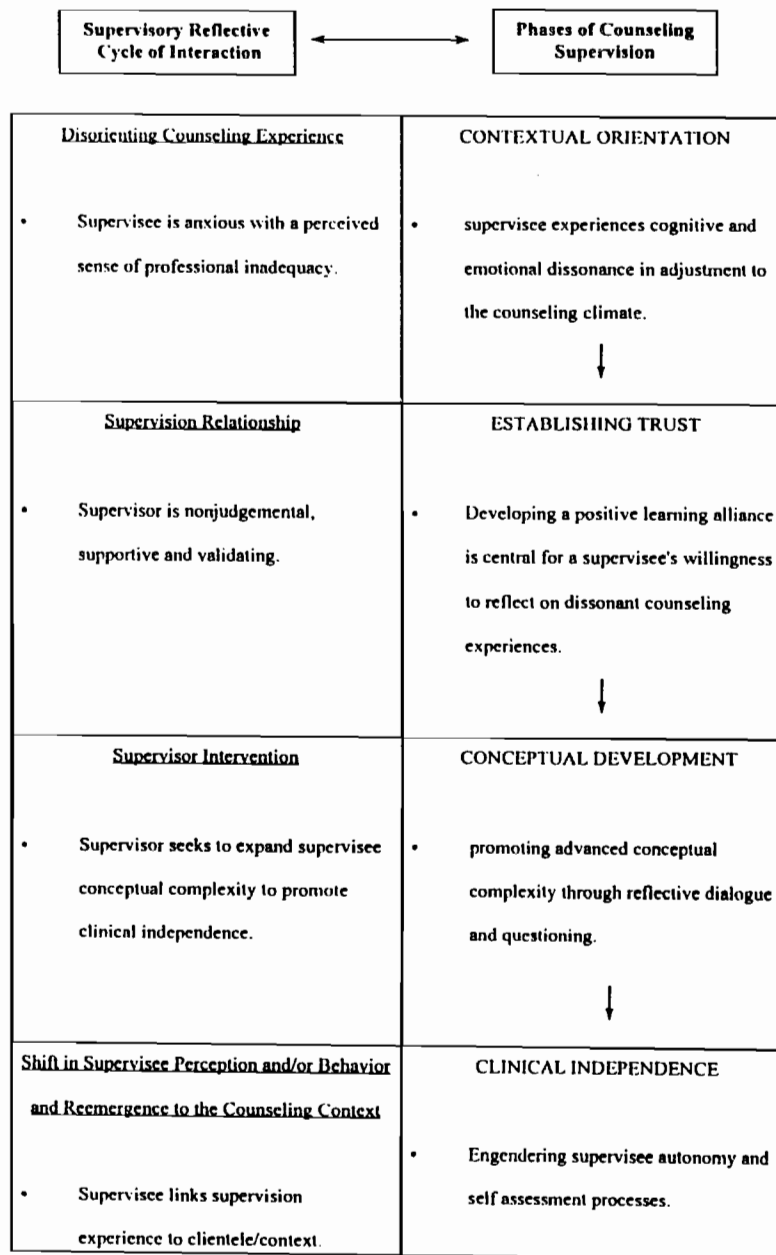 Supervisory Reflective
Cycle of Interaction
Phases of Counseling
Supervision
Disorienting Counseling Experience
• Supervisee is anxious with a perceived
sense of professional inadequacy.
CONTEXTUAL ORIENTATION
• supervisee experiences cognitive and
emotional dissonance in adjustment to
the counseling climate.
Supervision Relationship
• Supervisor is nonjudgemental,
supportive and validating.
ESTABLISHING TRUST
• Developing a positive learning alliance
is central for a supervisee's willingness
to reflect on dissonant counseling
experiences.
Supervisor Intervention
• Supervisor seeks to expand supervisee
conceptual complexity to promote
clinical independence.
CONCEPTUAL DEVELOPMENT
• promoting advanced conceptual
complexity through reflective dialogue
and questioning.
Shift in Supervisee Perception and/or Behavior
and Reemergence to the Counseling Context
• Supervisee links supervision
experience to clientele/context.
CLINICAL INDEPENDENCE
• Engendering supervisee autonomy and
self assessment processes.